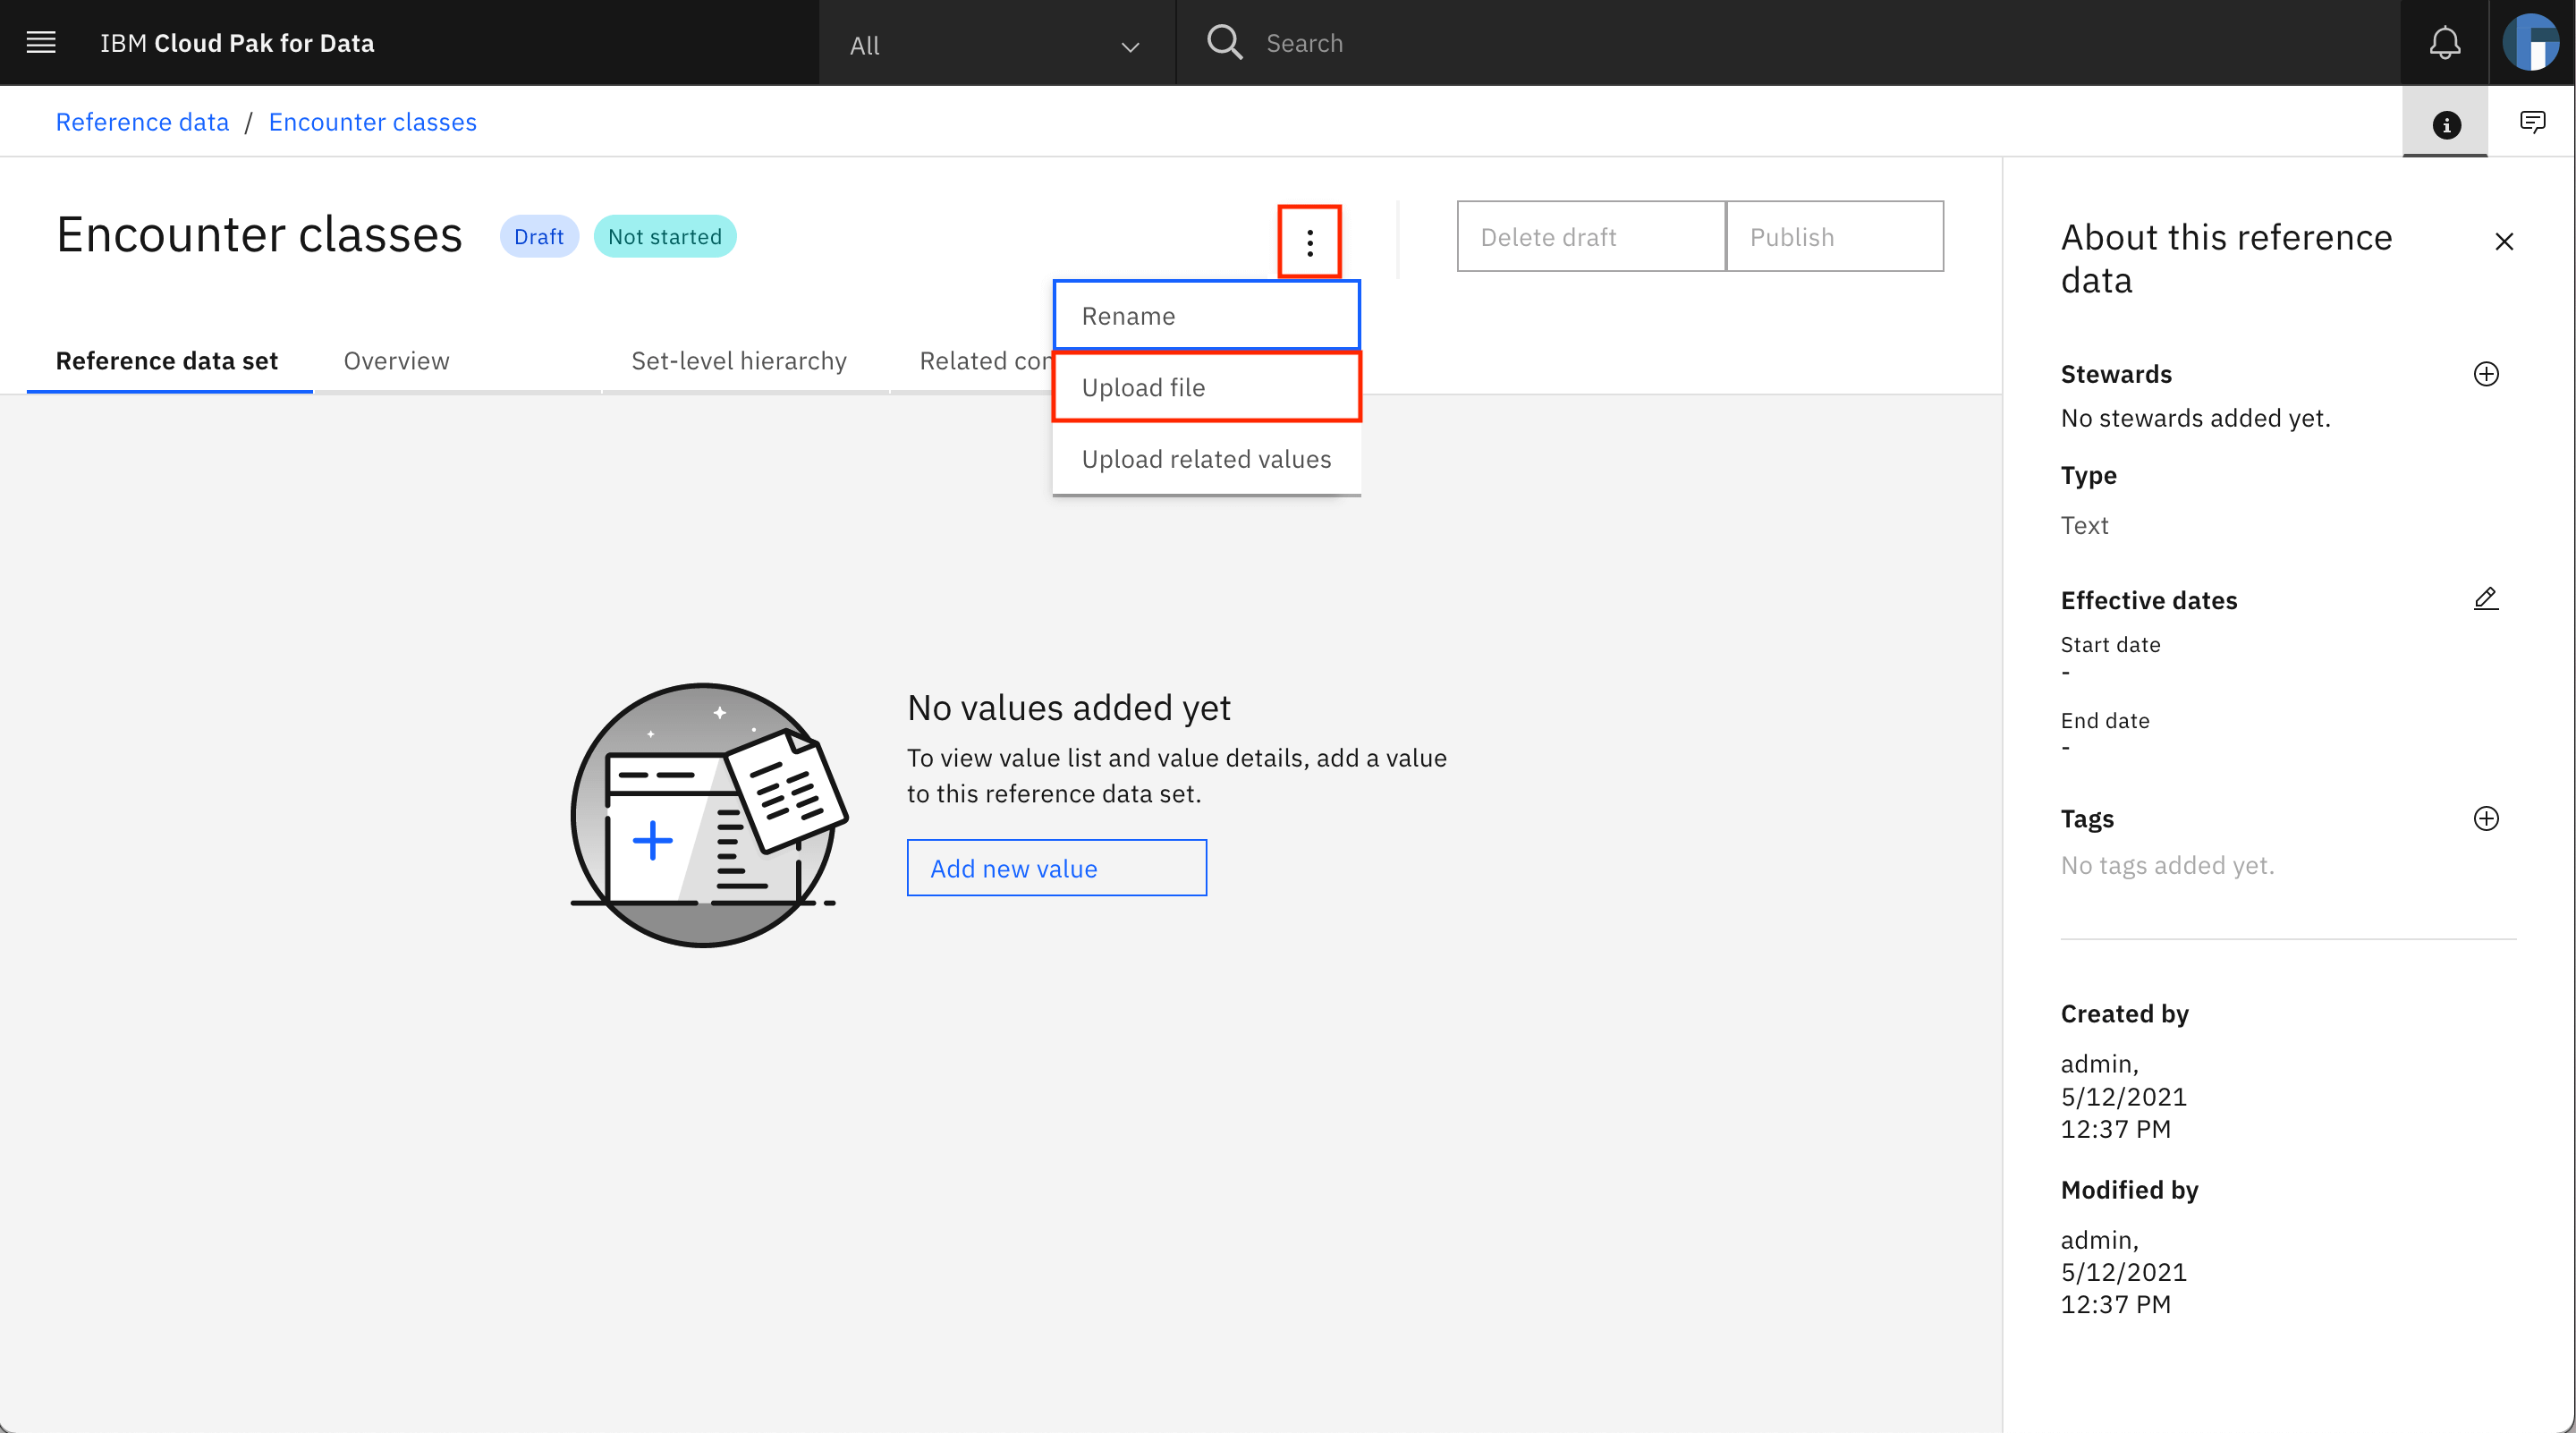 IBM Cloud Pak for Data
All
Search
Reference data / Encounter classes
Encounter classes
Draft
Not started
Delete draft
Publish
Rename
Upload file
Upload related values
Reference data set
Overview
Set-level hierarchy
Related con
No values added yet
To view value list and value details, add a value
to this reference data set.
Add new value
About this reference
data
Stewards
No stewards added yet.
Type
Text
Effective dates
Start date
-
End date
-
Tags
No tags added yet.
Created by
admin,
5/12/2021
12:37 PM
Modified by
admin,
5/12/2021
12:37 PM